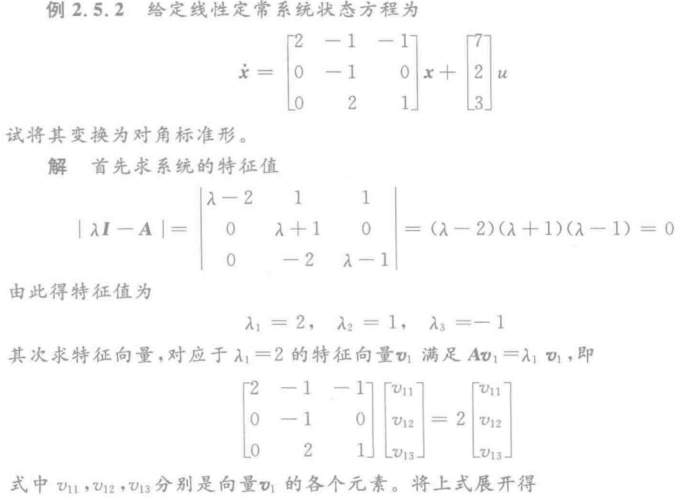 例 2.5.2 给定线性定常系统状态方程为
ẋ = [2 −1 −1; 0 −1 0; 0 2 1] x + [7; 2; 3] u
试将其变换为对角标准形。
解 首先求系统的特征值
|λI − A| = |λ−2 1 1; 0 λ+1 0; 0 −2 λ−1| = (λ−2)(λ+1)(λ−1) = 0
由此得特征值为
λ₁ = 2, λ₂ = 1, λ₃ = −1
其次求特征向量,对应于 λ₁=2 的特征向量v₁ 满足 Av₁=λ₁ v₁,即
[2 −1 −1; 0 −1 0; 0 2 1] [v₁₁; v₁₂; v₁₃] = 2 [v₁₁; v₁₂; v₁₃]
式中 v₁₁,v₁₂,v₁₃分别是向量v₁ 的各个元素。将上式展开得